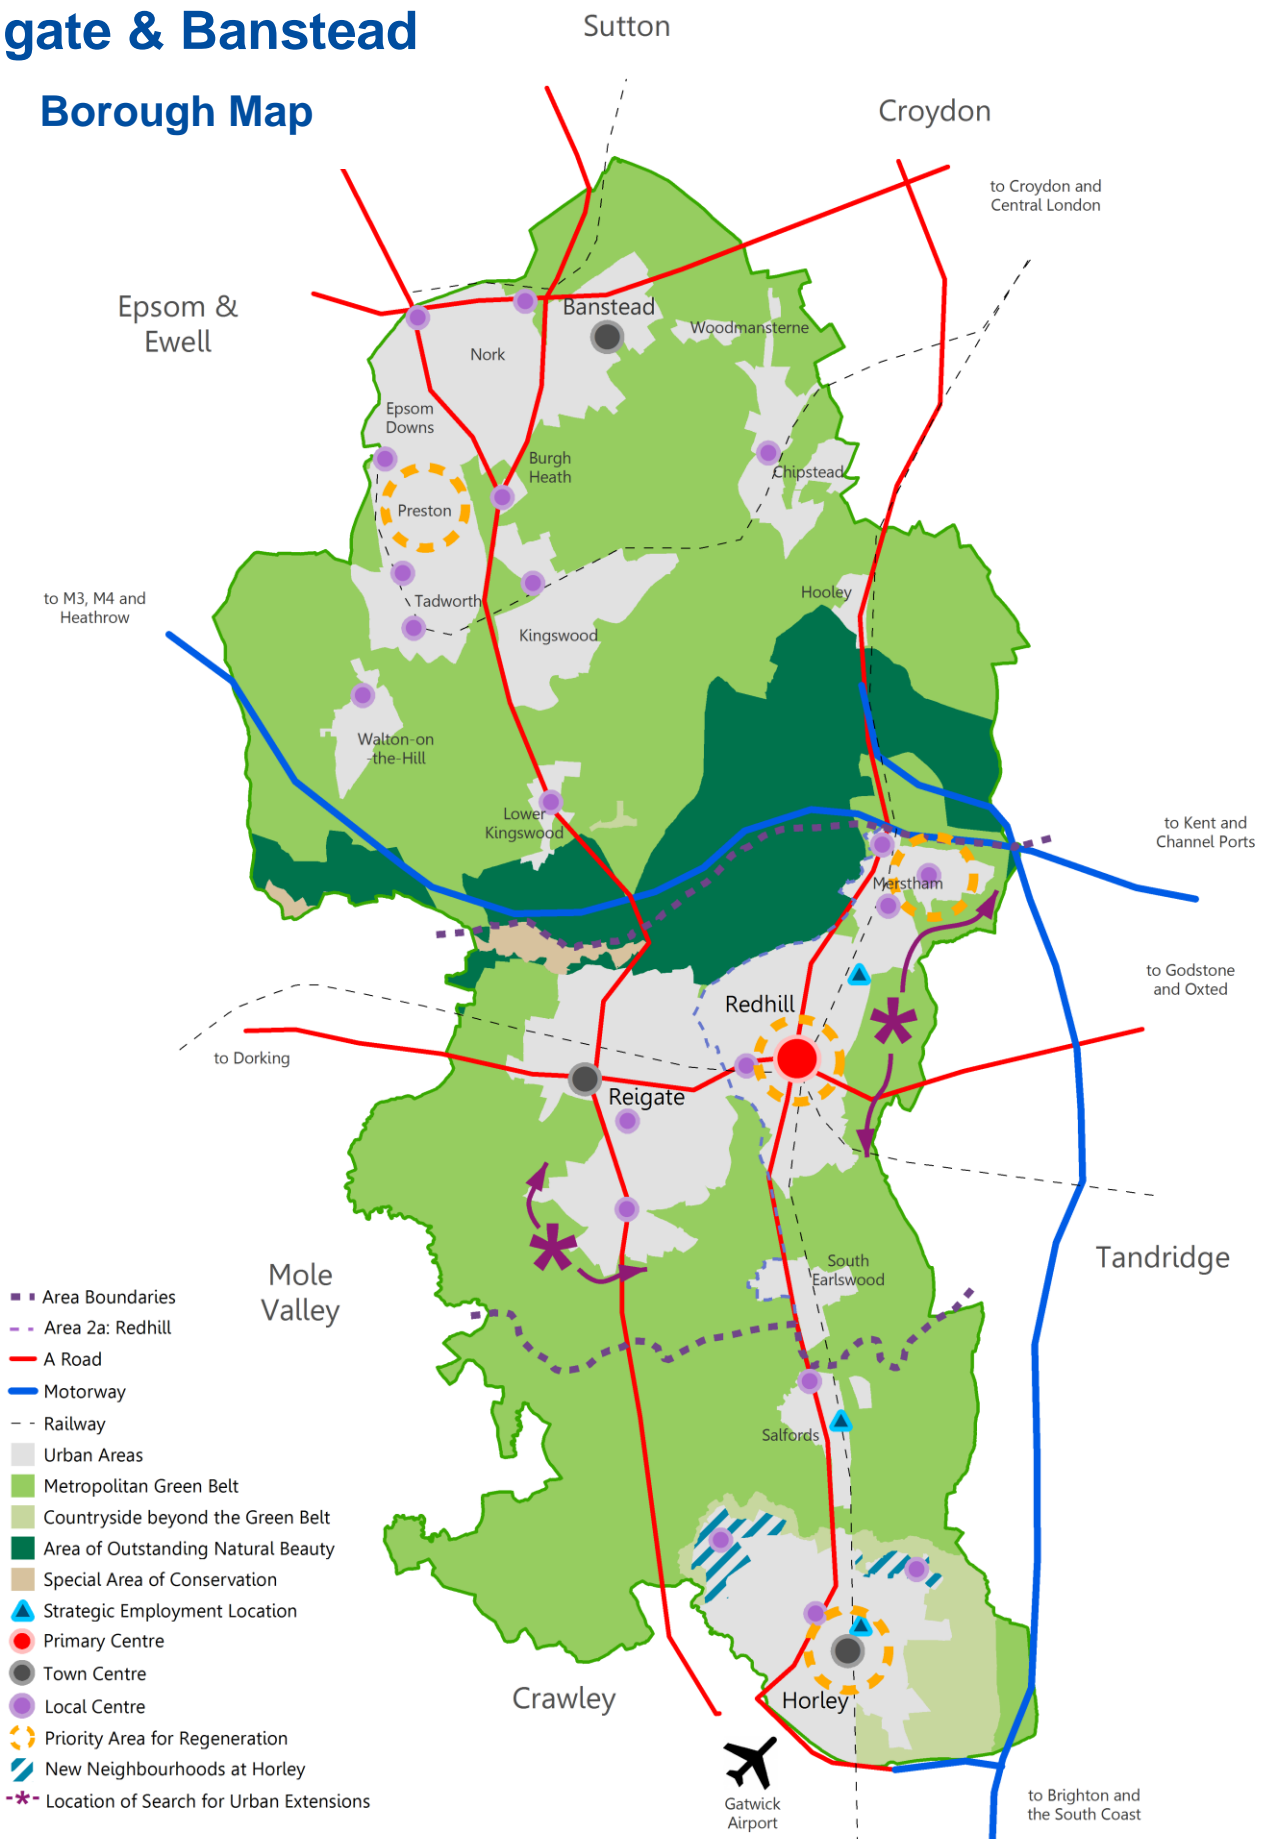 gate & Banstead
Borough Map
Sutton
Croydon
to Croydon and
Central London
Epsom &
Ewell
Banstead
Woodmansterne
Nork
Epsom
Downs
Burgh
Heath
Chipstead
Preston
to M3, M4 and
Heathrow
Hooley
Tadworth
Kingswood
Walton-on
-the-Hill
Lower
Kingswood
to Kent and
Channel Ports
Merstham
to Godstone
and Oxted
Redhill
to Dorking
Reigate
South
Earlswood
Tandridge
Mole
Valley
Salfords
Crawley
Horley
Gatwick
Airport
to Brighton and
the South Coast
Area Boundaries
Area 2a: Redhill
A Road
Motorway
Railway
Urban Areas
Metropolitan Green Belt
Countryside beyond the Green Belt
Area of Outstanding Natural Beauty
Special Area of Conservation
Strategic Employment Location
Primary Centre
Town Centre
Local Centre
Priority Area for Regeneration
New Neighbourhoods at Horley
Location of Search for Urban Extensions